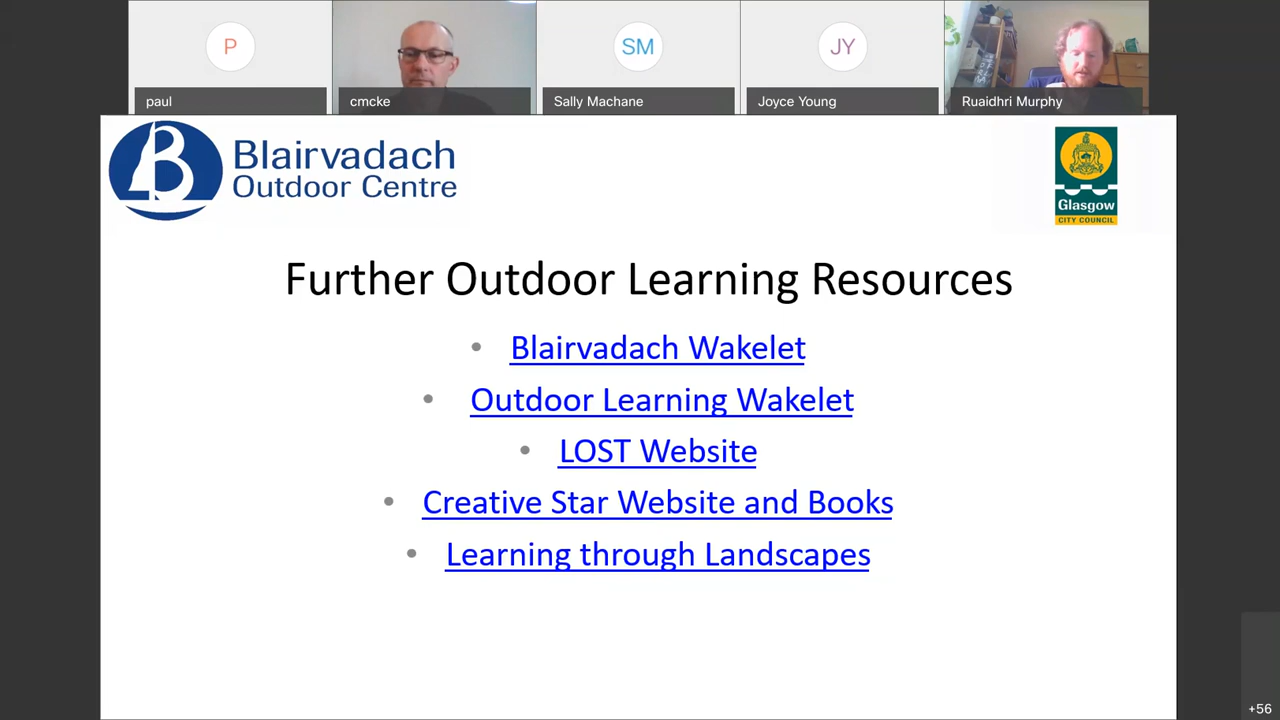 P
SM
JY
paul
cmcke
Sally Machane
Joyce Young
Ruaidhri Murphy
B
Blairvadach
Outdoor Centre
Glasgow
CITY COUNCIL
Further Outdoor Learning Resources
• Blairvadach Wakelet
• Outdoor Learning Wakelet
• LOST Website
• Creative Star Website and Books
• Learning through Landscapes
+56